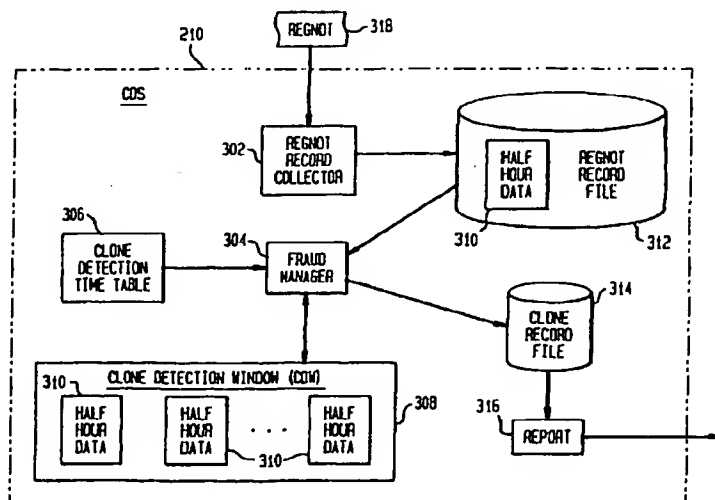 REGNOT
318
210
CDS
302
REGNOT
RECORD
COLLECTOR
HALF
HOUR
DATA
REGNOT
RECORD
FILE
310
312
306
CLONE
DETECTION
TIME TABLE
304
FRAUD
MANAGER
314
CLONE
RECORD
FILE
CLONE DETECTION WINDOW (CDW)
310
HALF
HOUR
DATA
HALF
HOUR
DATA
. . .
HALF
HOUR
DATA
310
308
316
REPORT